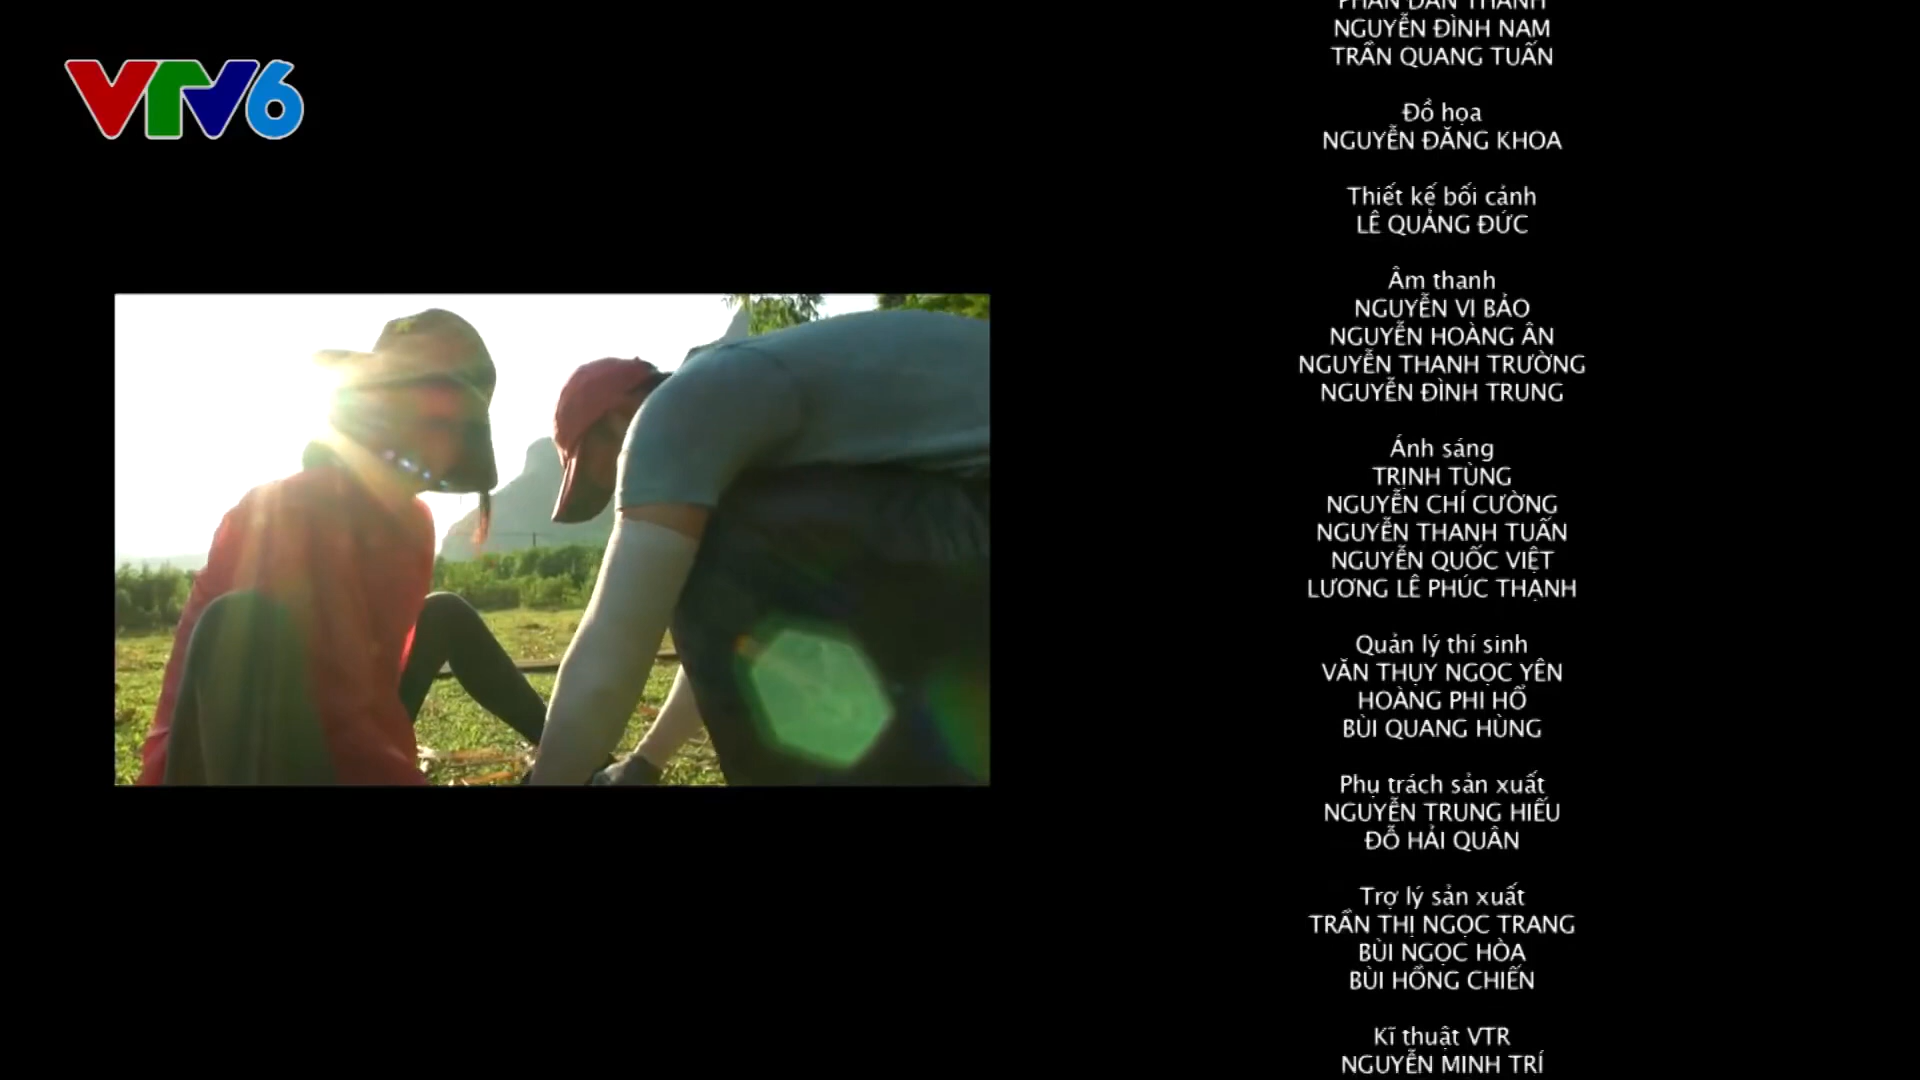 VTV6
PHAN DÂN THANH
NGUYỄN ĐÌNH NAM
TRẦN QUANG TUẤN
Đồ họa
NGUYỄN ĐĂNG KHOA
Thiết kế bối cảnh
LÊ QUẢNG ĐỨC
Âm thanh
NGUYỄN VI BẢO
NGUYỄN HOÀNG ÂN
NGUYỄN THANH TRƯỜNG
NGUYỄN ĐÌNH TRUNG
Ánh sáng
TRỊNH TÙNG
NGUYỄN CHÍ CƯỜNG
NGUYỄN THANH TUẤN
NGUYỄN QUỐC VIỆT
LƯƠNG LÊ PHÚC THẠNH
Quản lý thí sinh
VĂN THỤY NGỌC YÊN
HOÀNG PHI HỔ
BÙI QUANG HÙNG
Phụ trách sản xuất
NGUYỄN TRUNG HIẾU
ĐỖ HẢI QUÂN
Trợ lý sản xuất
TRẦN THỊ NGỌC TRANG
BÙI NGỌC HÒA
BÙI HỒNG CHIẾN
Kĩ thuật VTR
NGUYỄN MINH TRÍ